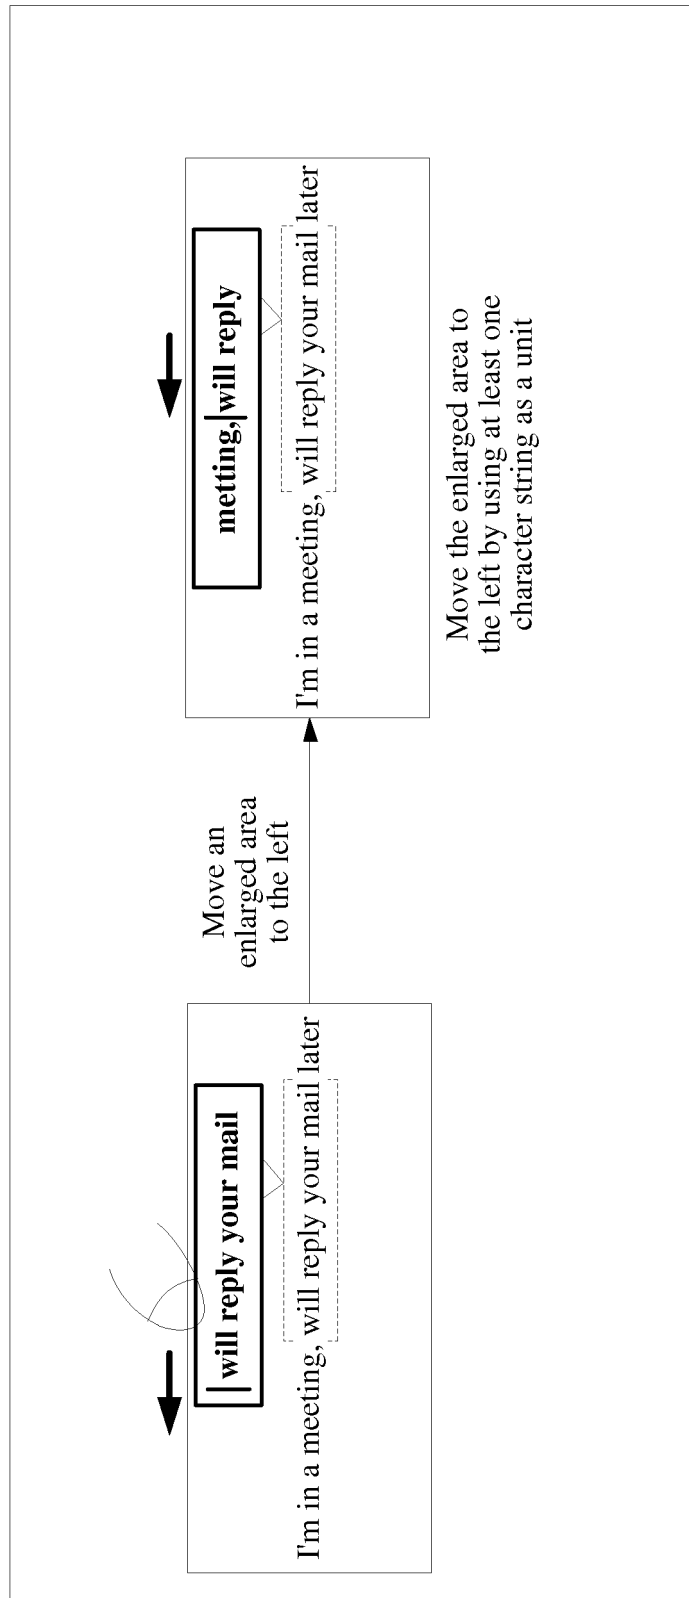 will reply your mail
I'm in a meeting, will reply your mail later
Move an
enlarged area
to the left
metting, will reply
I'm in a meeting, will reply your mail later
Move the enlarged area to
the left by using at least one
character string as a unit